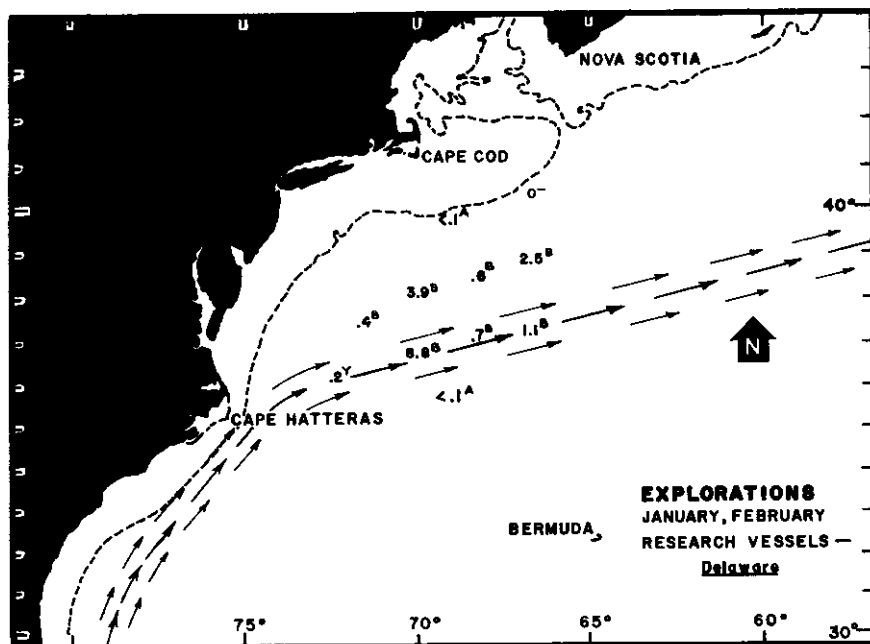 NOVA SCOTIA
CAPE COD
0-
<.1A
40°
2.5B
.6B
3.9B
.4B
1.1B
.7B
8.8B
.2Y
<.1A
N
CAPE HATTERAS
EXPLORATIONS
JANUARY, FEBRUARY
BERMUDA
RESEARCH VESSELS —
Delaware
75° 70° 65° 60° 30°